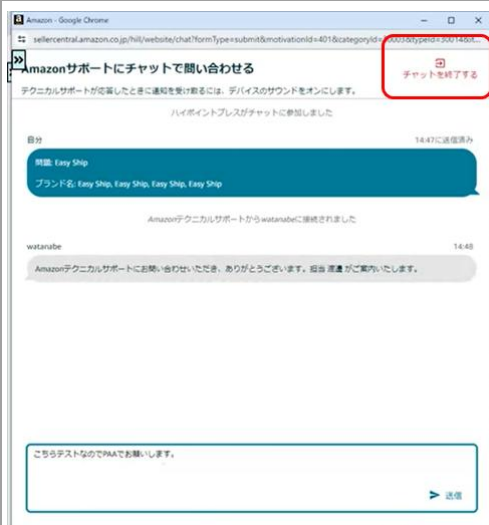 Amazon - Google Chrome
sellercentral.amazon.co.jp/hill/website/chat?formType=submit&motivationId=401&categoryId=30003&typeId=30014&it...
Amazonサポートにチャットで問い合わせる
チャットを終了する
テクニカルサポートが応答したときに通知を受け取るには、デバイスのサウンドをオンにします。
ハイポイントプレスがチャットに参加しました
自分
14:47に送信済み
問題: Easy Ship
ブランド名: Easy Ship, Easy Ship, Easy Ship, Easy Ship
Amazonテクニカルサポートからwatanabeに接続されました
watanabe
14:48
Amazonテクニカルサポートにお問い合わせいただき、ありがとうございます。担当 渡邊 がご案内いたします。
こちらテストなのでPAAでお願いします。
送信